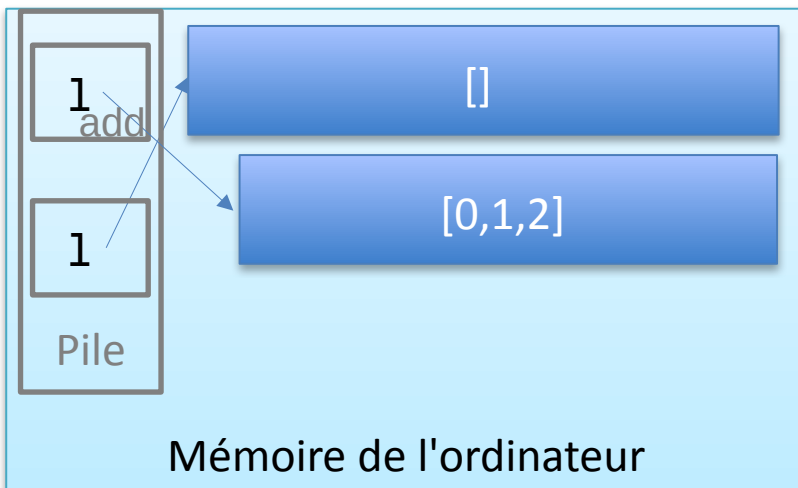 []
l
add
[0,1,2]
l
Pile
Mémoire de l'ordinateur